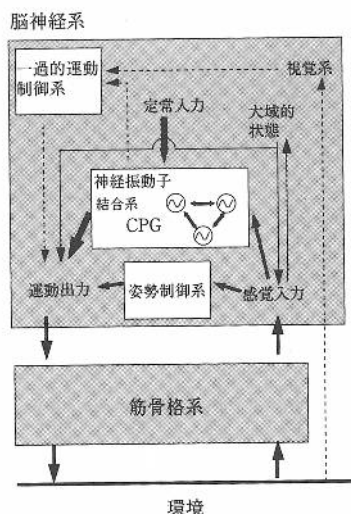 脳神経系
一過的運動
制御系
視覚系
定常入力
大域的
状態
神経振動子
結合系
CPG
運動出力
姿勢制御系
感覚入力
筋骨格系
環境